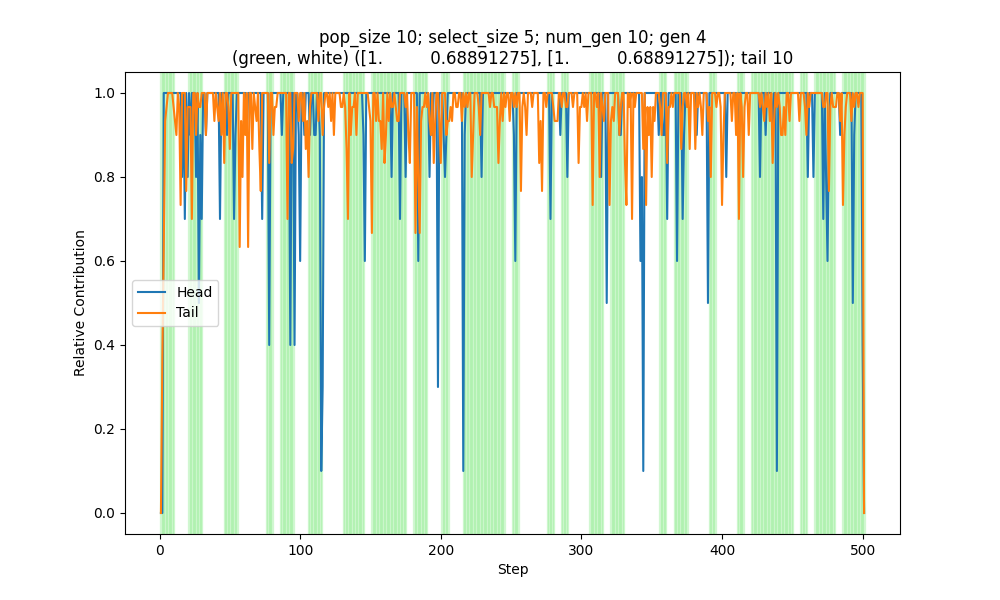 pop_size 10; select_size 5; num_gen 10; gen 4
(green, white) ([1.          0.68891275], [1.          0.68891275]); tail 10
Relative Contribution
1.0
0.8
0.6
0.4
0.2
0.0
Head
Tail
0
100
200
300
400
500
Step